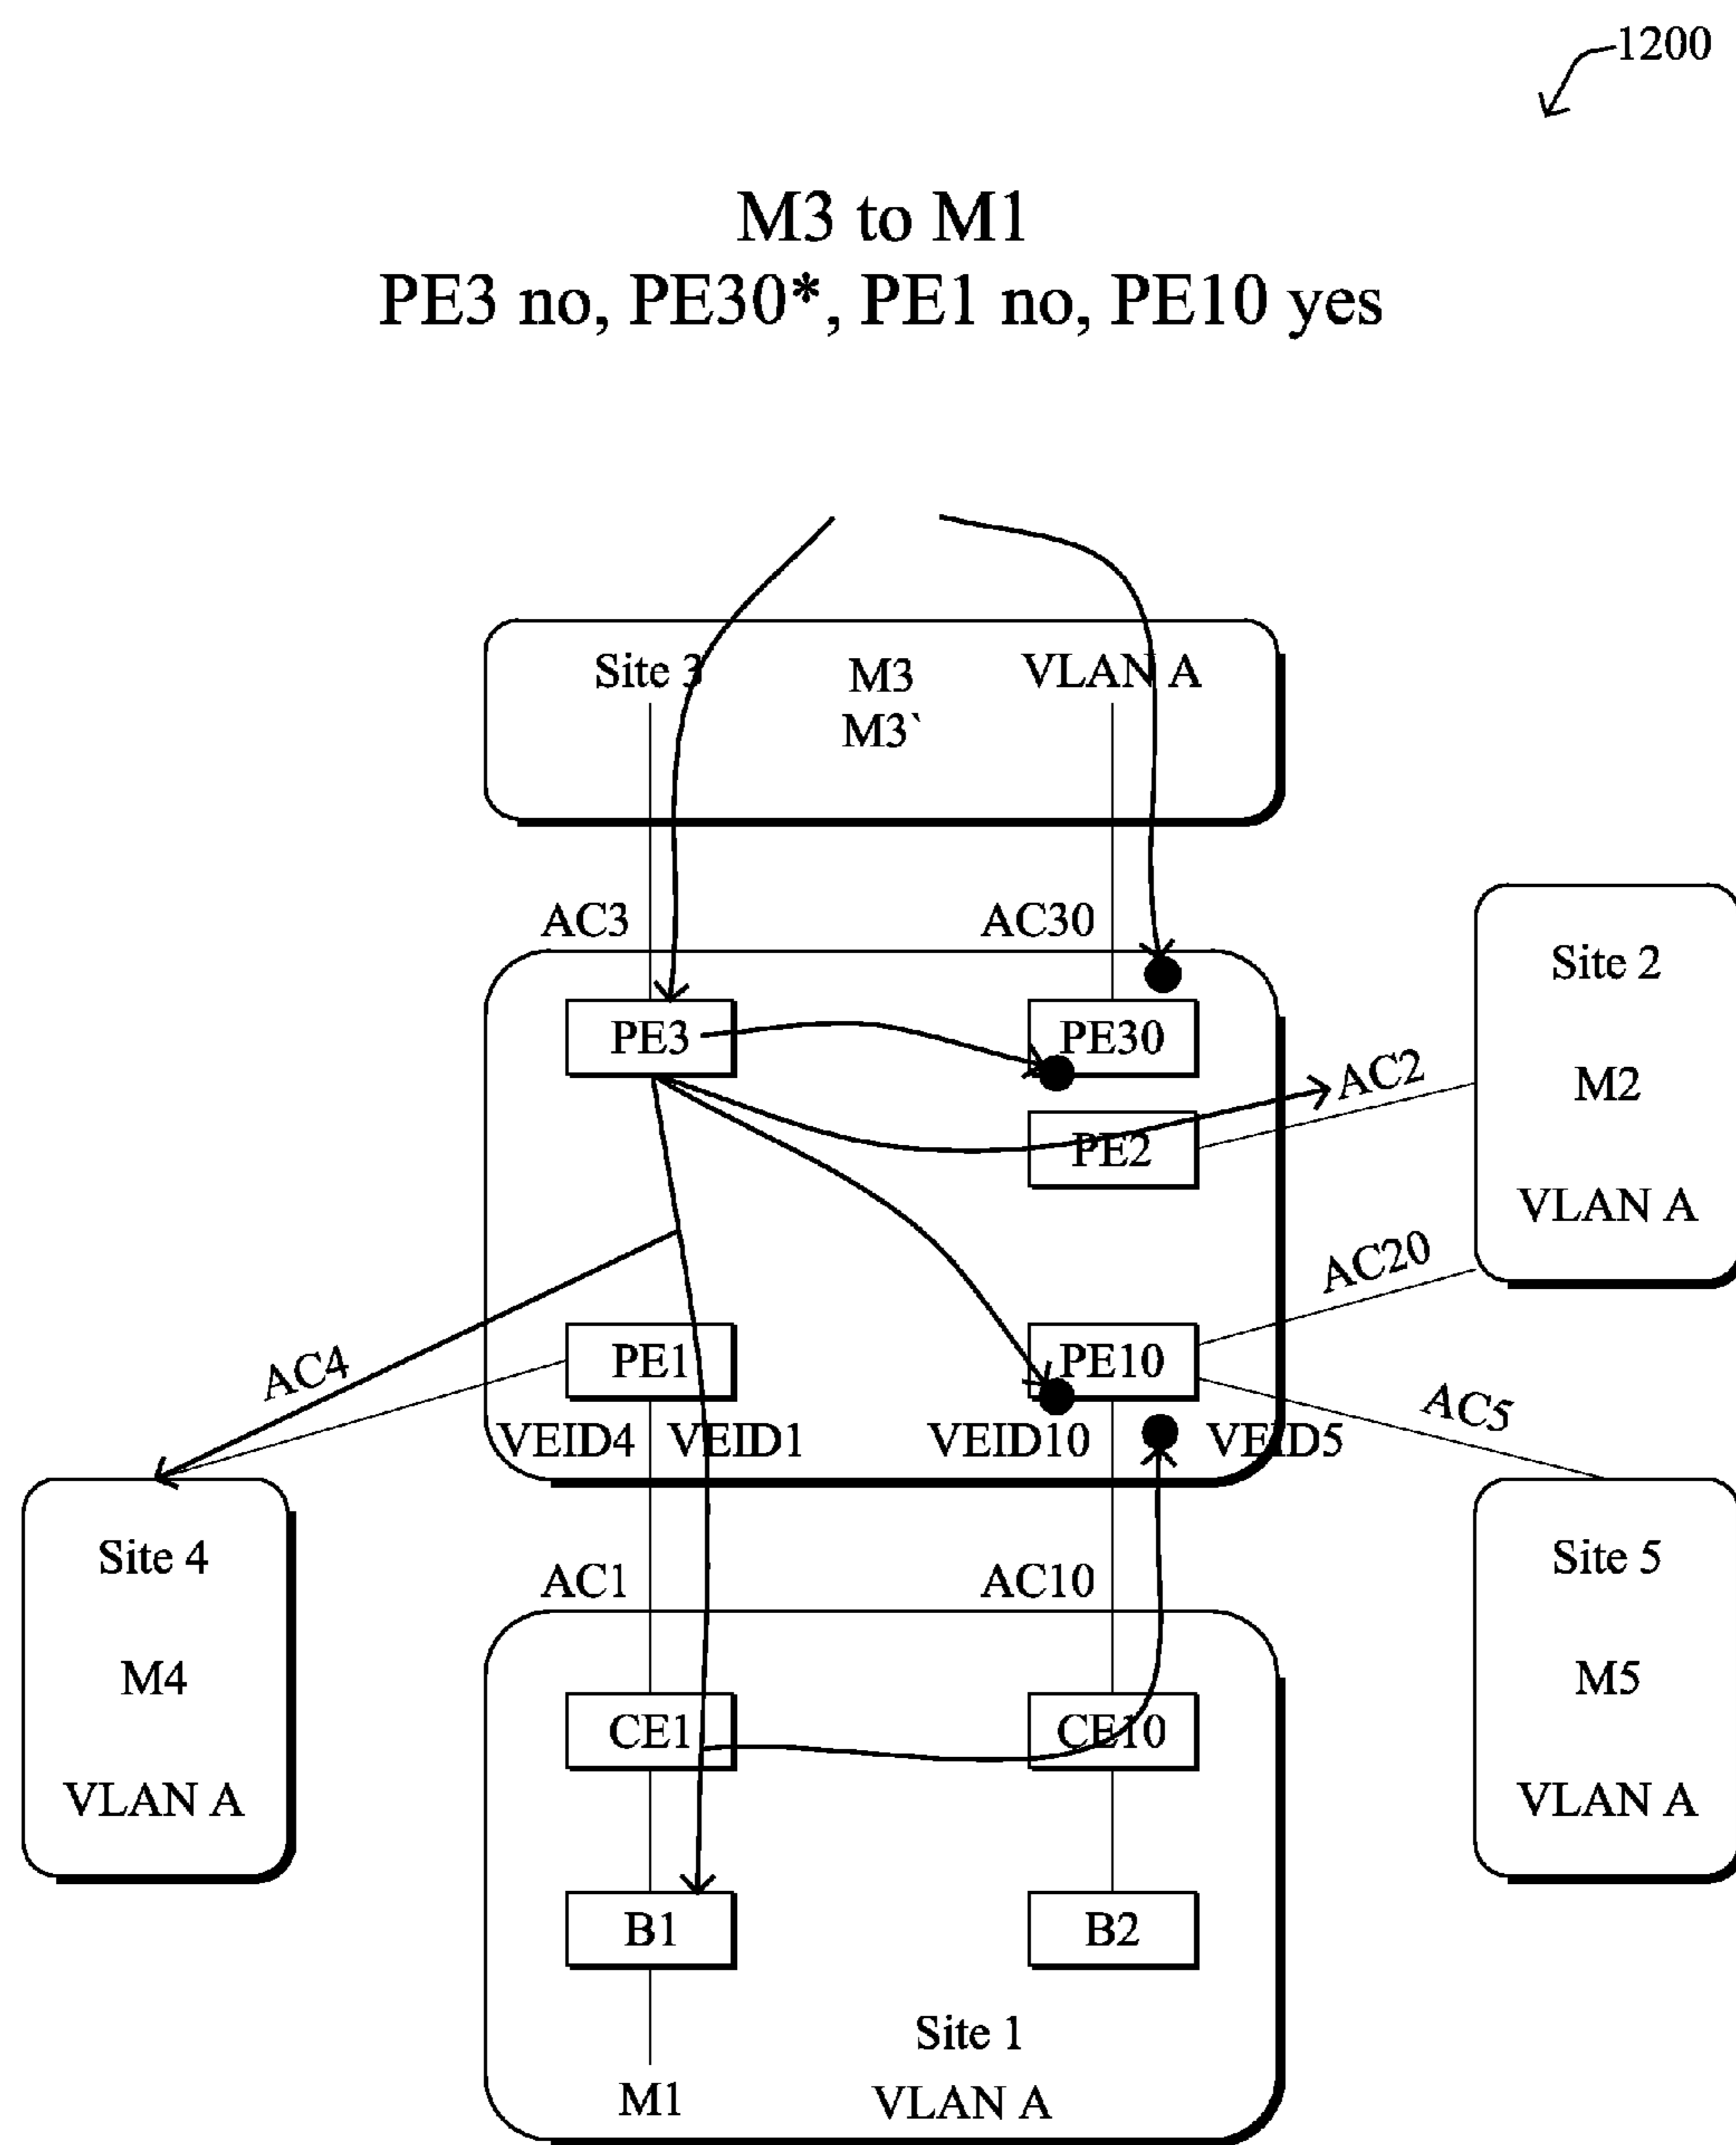 1200
M3 to M1
PE3 no, PE30*, PE1 no, PE10 yes
Site 3 M3 VLAN A
M3`
AC3 AC30
Site 2
PE3 PE30
AC2
M2
PE2
VLAN A
AC20
PE1 PE10
AC4
AC5
VEID4 VEID1 VEID10 VEID5
Site 4
AC1 AC10
Site 5
M4
M5
CE1 CE10
VLAN A
VLAN A
B1 B2
Site 1
M1 VLAN A